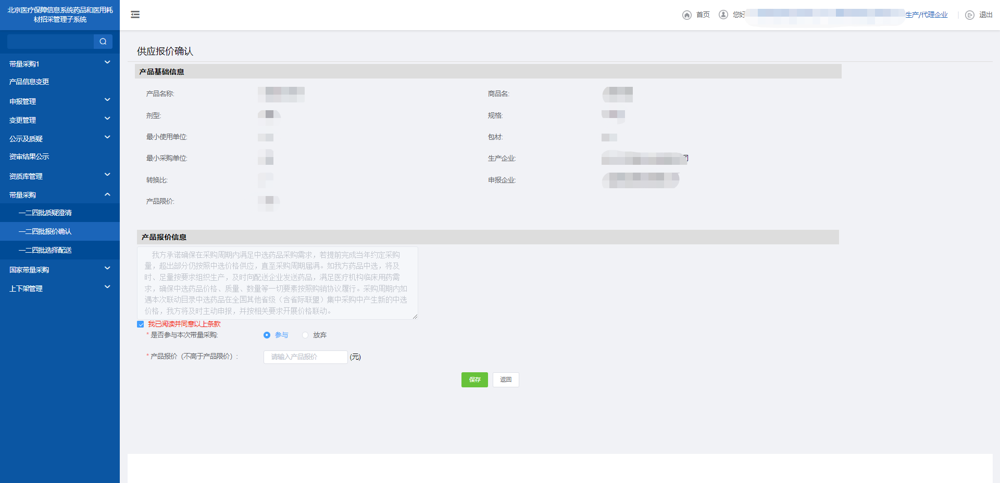 北京医疗保障信息系统药品和医用耗
材招采管理子系统
首页
您好
生产/代理企业
退出
带量采购1
产品信息变更
申报管理
变更管理
公示及质疑
资审结果公示
资质库管理
带量采购
一二四批质疑澄清
一二四批报价确认
一二四批选择配送
国家带量采购
上下架管理
供应报价确认
产品基础信息
产品名称:
商品名:
剂型:
规格:
最小使用单位:
包材:
最小采购单位:
生产企业:
转换比:
申报企业:
产品限价:
产品报价信息
我方承诺确保在采购周期内满足中选药品采购需求，若提前完成当年约定采购
量，超出部分仍按照中选价格供应，直至采购周期届满。如我方药品中选，将及
时、足量按要求组织生产，及时向配送企业发送药品，满足医疗机构临床用药需
求，确保中选药品价格、质量、数量等一切要素按照购销协议履行。采购周期内如
遇本次联动目录中选药品在全国其他省级（含省际联盟）集中采购中产生新的中选
价格，我方将及时主动申报，并按相关要求开展价格联动。
我已阅读并同意以上条款
* 是否参与本次带量采购:
参与
放弃
* 产品报价（不高于产品限价）:
请输入产品报价
(元)
保存
返回